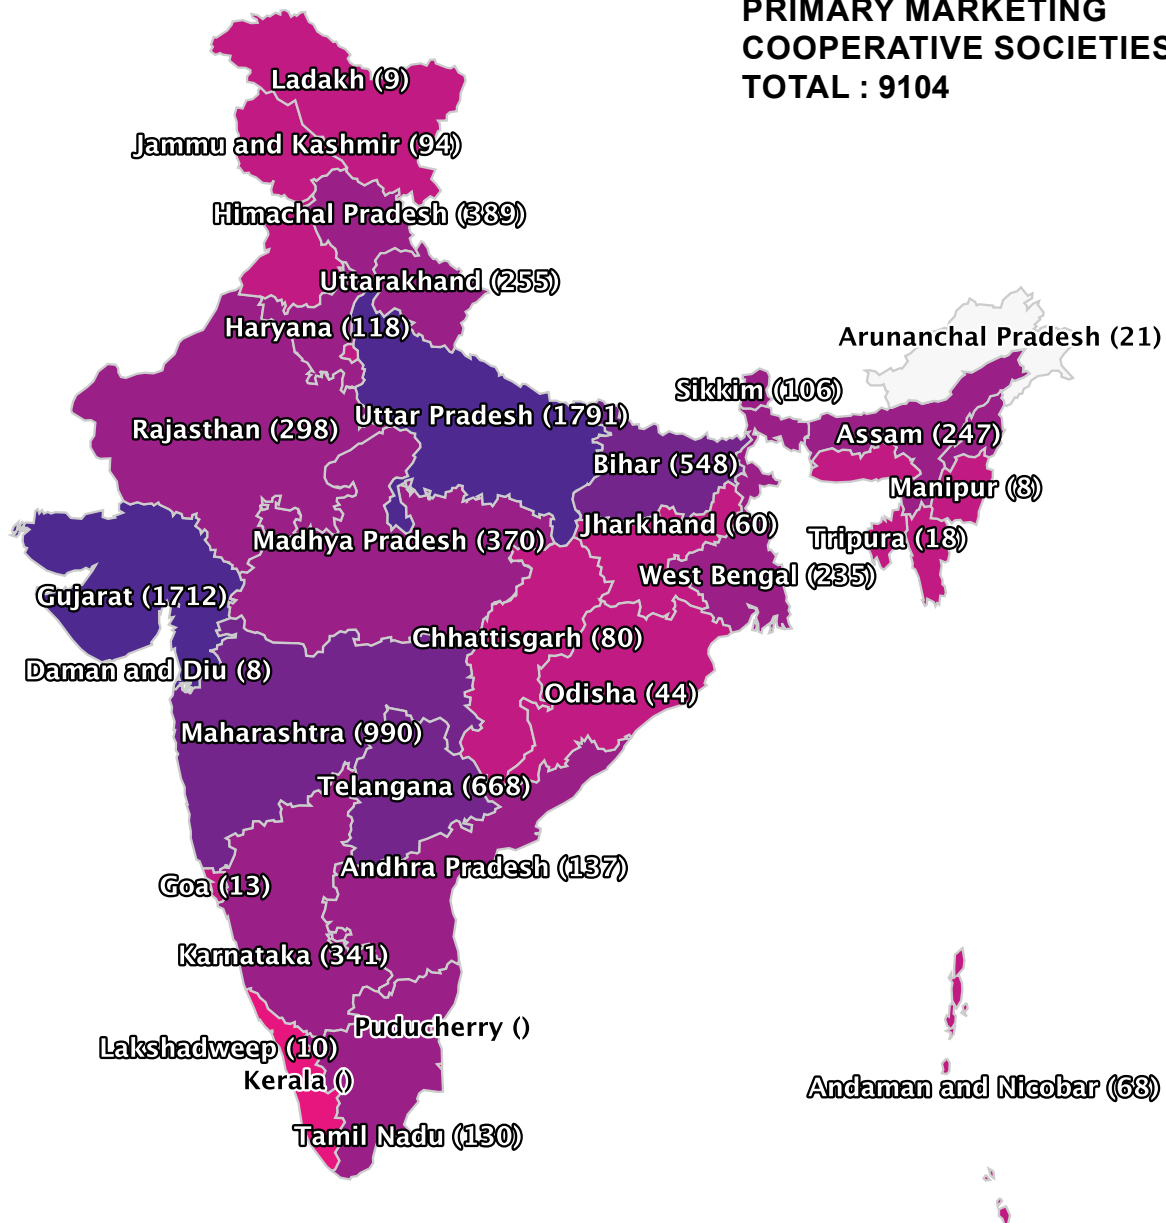 PRIMARY MARKETING
COOPERATIVE SOCIETIES
TOTAL : 9104
Ladakh (9)
Jammu and Kashmir (94)
Himachal Pradesh (389)
Uttarakhand (255)
Haryana (118)
Arunanchal Pradesh (21)
Sikkim (106)
Uttar Pradesh (1791)
Rajasthan (298)
Assam (247)
Bihar (548)
Manipur (8)
Jharkhand (60)
Madhya Pradesh (370)
Tripura (18)
West Bengal (235)
Gujarat (1712)
Chhattisgarh (80)
Daman and Diu (8)
Odisha (44)
Maharashtra (990)
Telangana (668)
Andhra Pradesh (137)
Goa (13)
Karnataka (341)
Puducherry ()
Lakshadweep (10)
Kerala ()
Andaman and Nicobar (68)
Tamil Nadu (130)